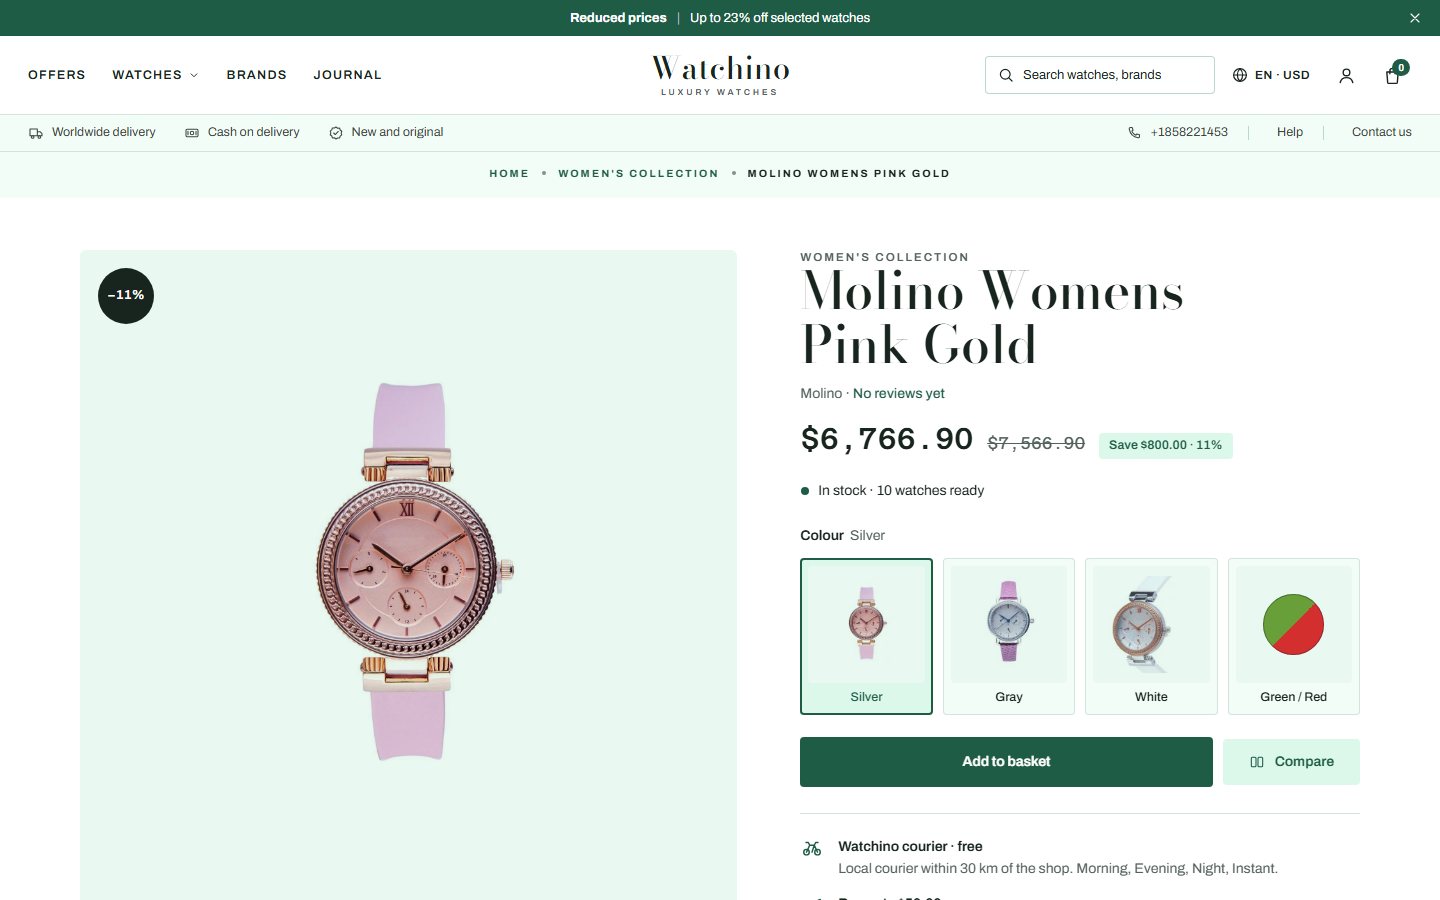 Reduced prices | Up to 23% off selected watches
OFFERS WATCHES BRANDS JOURNAL
Watchino
LUXURY WATCHES
Search watches, brands
EN · USD
0
Worldwide delivery Cash on delivery New and original
+1858221453 Help Contact us
HOME • WOMEN'S COLLECTION • MOLINO WOMENS PINK GOLD
−11%
XII
WOMEN'S COLLECTION
Molino Womens
Pink Gold
Molino · No reviews yet
$6,766.90 $7,566.90 Save $800.00 · 11%
In stock · 10 watches ready
Colour Silver
Silver Gray White Green / Red
Add to basket Compare
Watchino courier · free
Local courier within 30 km of the shop. Morning, Evening, Night, Instant.